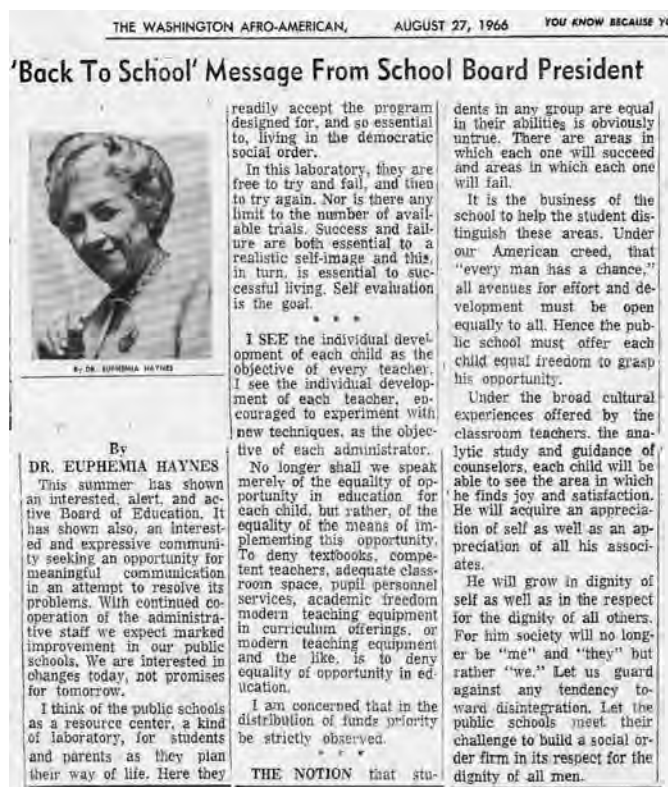 THE WASHINGTON AFRO-AMERICAN, AUGUST 27, 1966 YOU KNOW BECAUSE YO
'Back To School' Message From School Board President
By DR. EUPHEMIA HAYNES
By
DR. EUPHEMIA HAYNES
This summer has shown
an interested, alert, and ac-
tive Board of Education. It
has shown also, an interest-
ed and expressive communi-
ty seeking an opportunity for
meaningful communication
in an attempt to resolve its
problems. With continued co-
operation of the administra-
tive staff we expect marked
improvement in our public
schools. We are interested in
changes today, not promises
for tomorrow.
I think of the public schools
as a resource center, a kind
of laboratory, for students
and parents as they plan
their way of life. Here they
readily accept the program
designed for, and so essential
to, living in the democratic
social order.
In this laboratory, they are
free to try and fail, and then
to try again. Nor is there any
limit to the number of avail-
able trials. Success and fail-
ure are both essential to a
realistic self-image and this,
in turn, is essential to suc-
cessful living. Self evaluation
is the goal.
* * *
I SEE the individual devel-
opment of each child as the
objective of every teacher.
I see the individual develop-
ment of each teacher, en-
couraged to experiment with
new techniques, as the objec-
tive of each administrator.
No longer shall we speak
merely of the equality of op-
portunity in education for
each child, but rather, of the
equality of the means of im-
plementing this opportunity.
To deny textbooks, compe-
tent teachers, adequate class-
room space, pupil personnel
services, academic freedom
modern teaching equipment
in curriculum offerings, or
modern teaching equipment
and the like, is to deny
equality of opportunity in ed-
ucation.
I am concerned that in the
distribution of funds priority
be strictly observed.
* * *
THE NOTION that stu-
dents in any group are equal
in their abilities is obviously
untrue. There are areas in
which each one will succeed
and areas in which each one
will fail.
It is the business of the
school to help the student dis-
tinguish these areas. Under
our American creed, that
"every man has a chance,"
all avenues for effort and de-
velopment must be open
equally to all. Hence the pub-
lic school must offer each
child equal freedom to grasp
his opportunity.
Under the broad cultural
experiences offered by the
classroom teachers, the ana-
lytic study and guidance of
counselors, each child will be
able to see the area in which
he finds joy and satisfaction.
He will acquire an apprecia-
tion of self as well as an ap-
preciation of all his associ-
ates.
He will grow in dignity of
self as well as in the respect
for the dignity of all others.
For him society will no long-
er be "me" and "they" but
rather "we." Let us guard
against any tendency to-
ward disintegration. Let the
public schools meet their
challenge to build a social or-
der firm in its respect for the
dignity of all men.